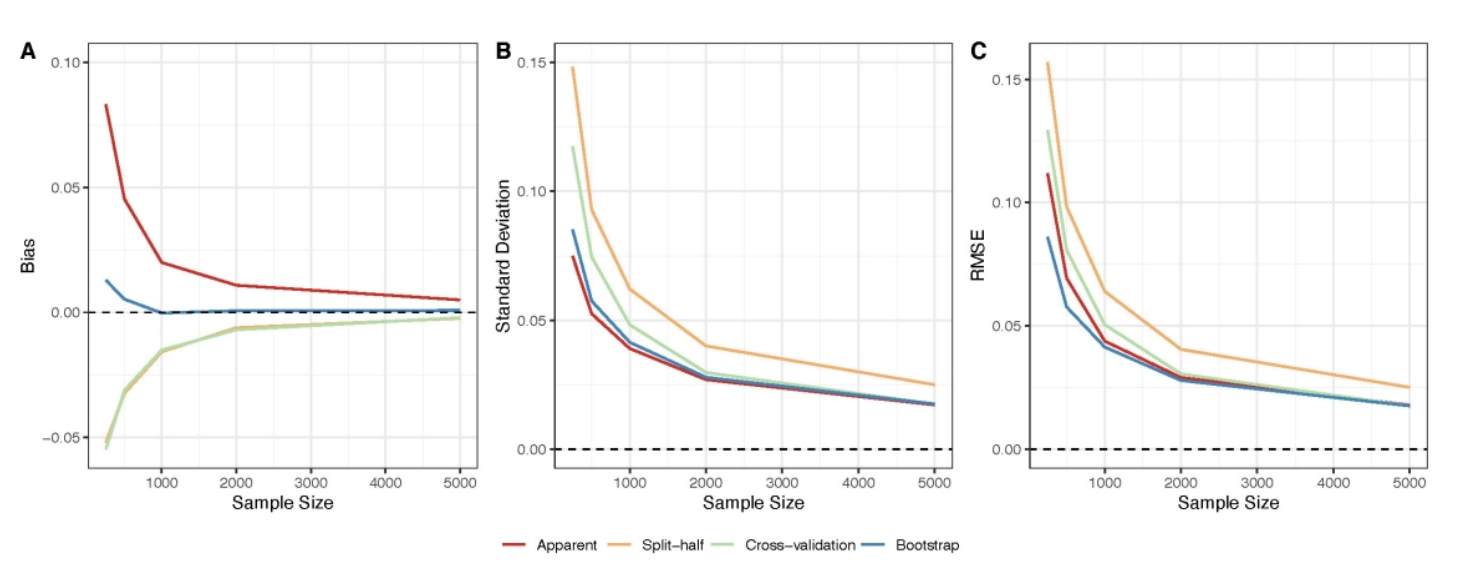 A
B
C
0.10
0.05
0.00
−0.05
Bias
1000 2000 3000 4000 5000
Sample Size
0.15
0.10
0.05
0.00
Standard Deviation
1000 2000 3000 4000 5000
Sample Size
0.15
0.10
0.05
0.00
RMSE
1000 2000 3000 4000 5000
Sample Size
Apparent Split−half Cross−validation Bootstrap